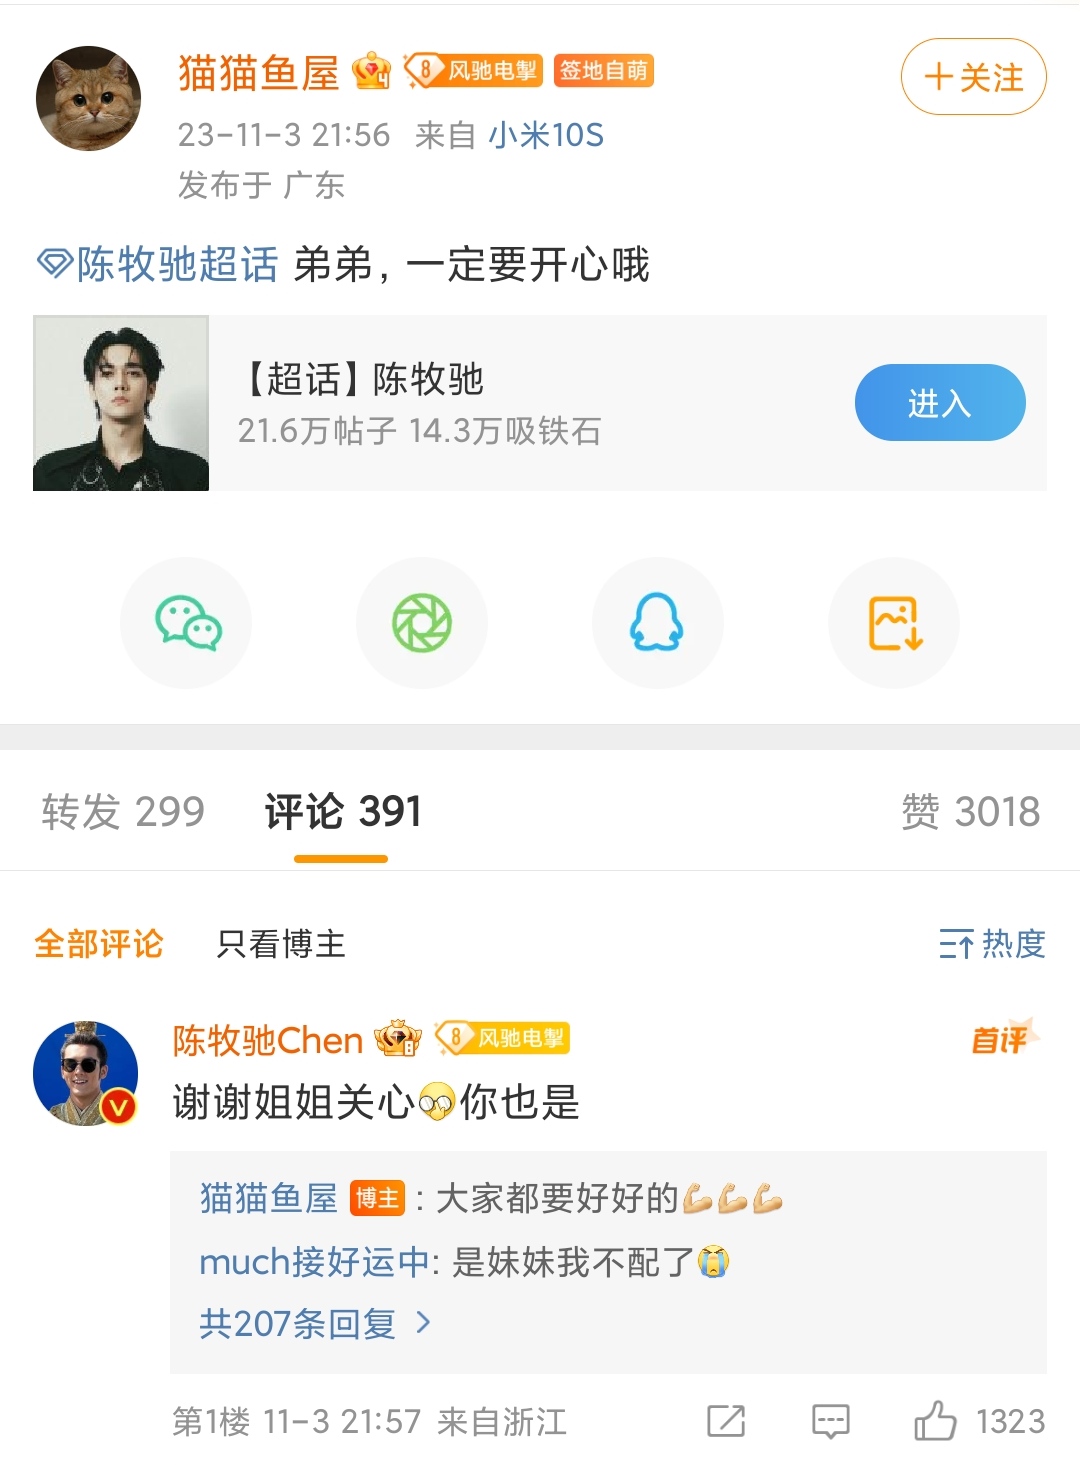 猫猫鱼屋 4 8 风驰电掣 签地自萌
+关注
23-11-3 21:56 来自 小米10S
发布于 广东
陈牧驰超话 弟弟，一定要开心哦
【超话】陈牧驰
21.6万帖子 14.3万吸铁石
进入
转发 299 评论 391 赞 3018
全部评论 只看博主 热度
陈牧驰Chen 8 8 风驰电掣 首评
谢谢姐姐关心你也是
猫猫鱼屋 博主 : 大家都要好好的💪🏼💪🏼💪🏼
much接好运中: 是妹妹我不配了😭
共207条回复 >
第1楼 11-3 21:57 来自浙江 1323